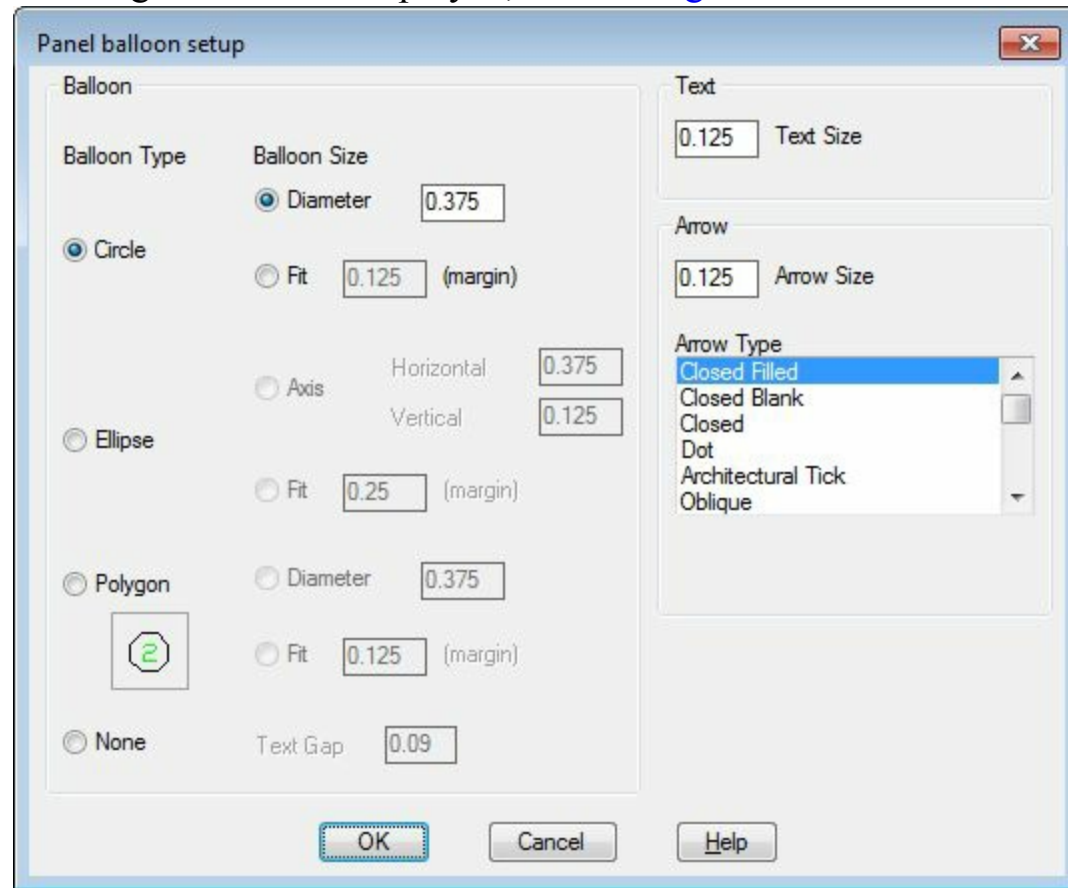 Panel balloon setup
Balloon
Balloon Type
Balloon Size
Diameter 0.375
Circle
Fit 0.125 (margin)
Horizontal 0.375
Axis
Vertical 0.125
Ellipse
Fit 0.25 (margin)
Polygon
Diameter 0.375
2
Fit 0.125 (margin)
None
Text Gap 0.09
Text
0.125 Text Size
Arrow
0.125 Arrow Size
Arrow Type
Closed Filled
Closed Blank
Closed
Dot
Architectural Tick
Oblique
OK
Cancel
Help